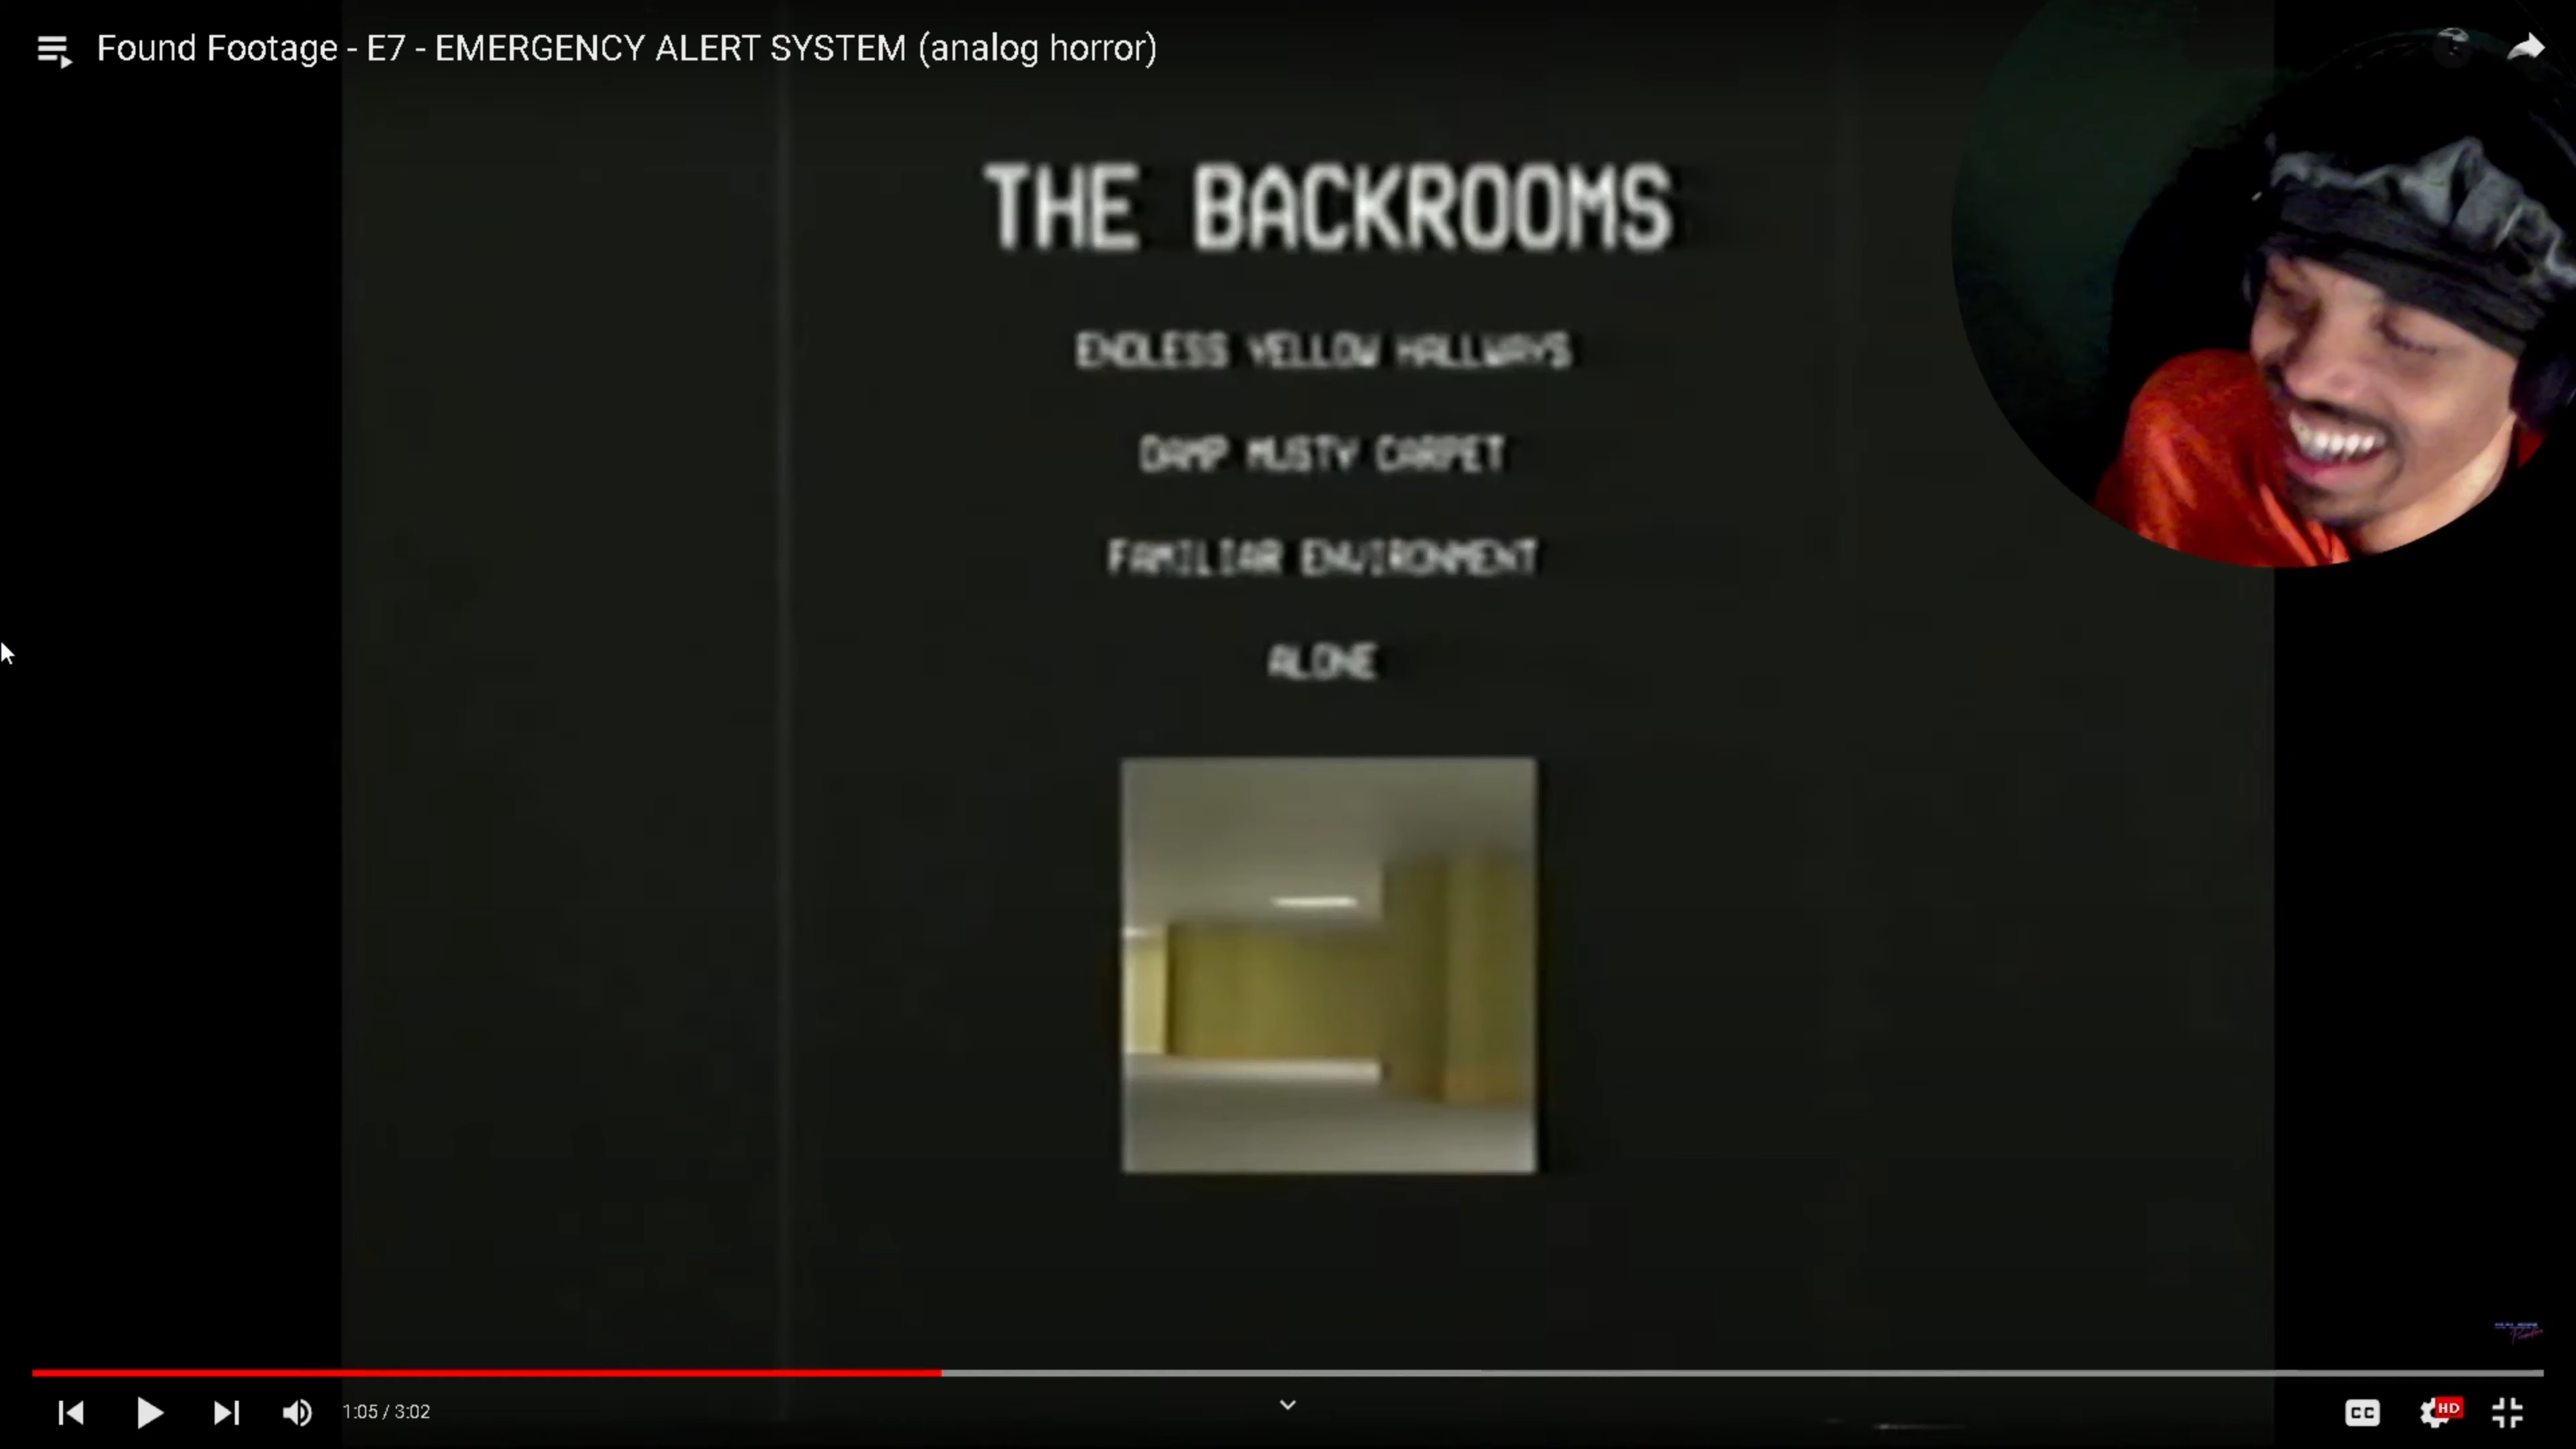 Found Footage - E7 - EMERGENCY ALERT SYSTEM (analog horror)
THE BACKROOMS
ENDLESS YELLOW HALLWAYS
DAMP MUSTY CARPET
FAMILIAR ENVIRONMENT
ALONE
1:05 / 3:02
CC
HD